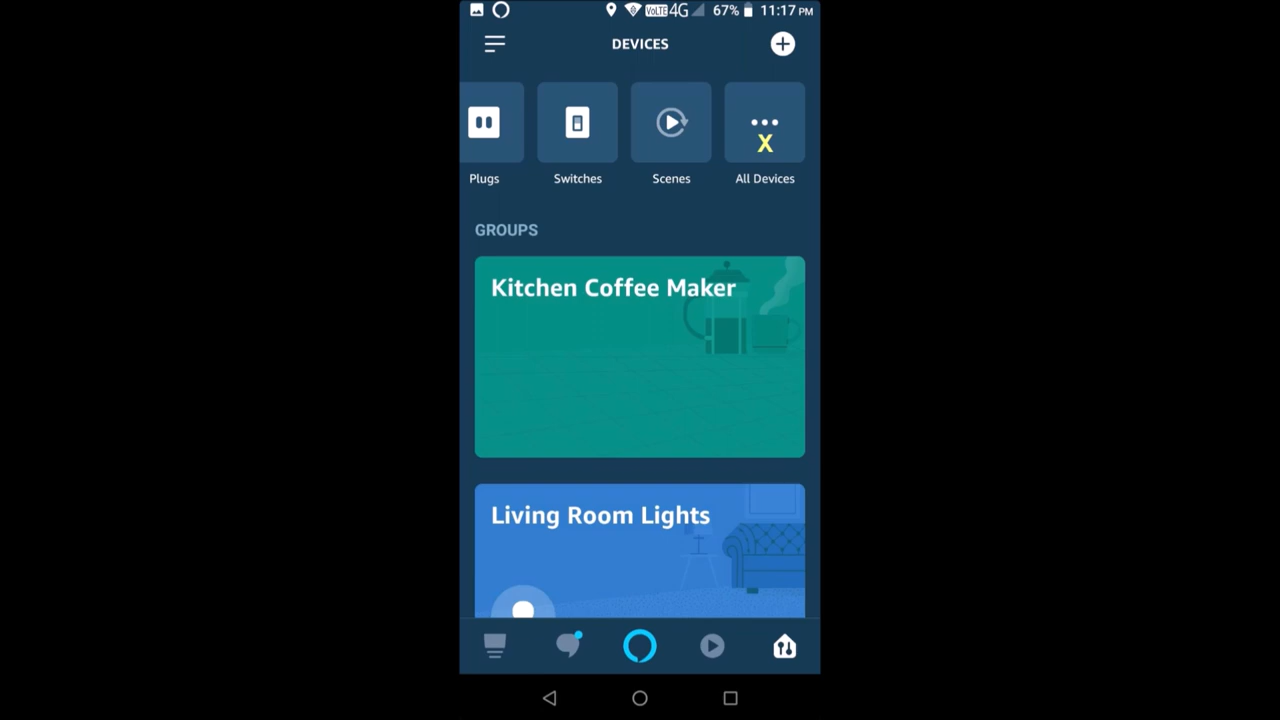 VoLTE 4G 67% 11:17 PM
DEVICES
X
Plugs Switches Scenes All Devices
GROUPS
Kitchen Coffee Maker
Living Room Lights